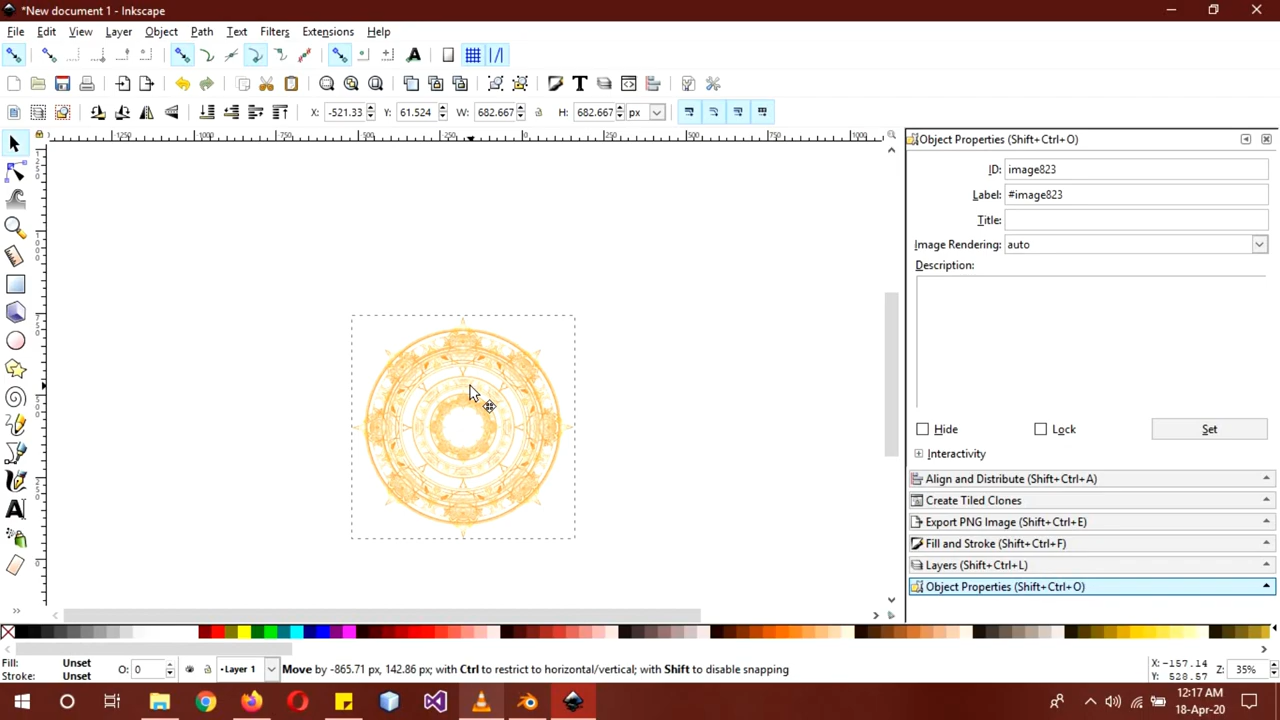 *New document 1 - Inkscape
File Edit View Layer Object Path Text Filters Extensions Help
X: -521.33 Y: 61.524 W: 682.667 H: 682.667 px
Object Properties (Shift+Ctrl+O)
ID: image823
Label: #image823
Title:
Image Rendering: auto
Description:
Hide Lock Set
Interactivity
Align and Distribute (Shift+Ctrl+A)
Create Tiled Clones
Export PNG Image (Shift+Ctrl+E)
Fill and Stroke (Shift+Ctrl+F)
Layers (Shift+L)
Object Properties (Shift+Ctrl+O)
Fill: Unset O: 0 Layer 1 Move by -865.71 px, 142.86 px; with Ctrl to restrict to horizontal/vertical; with Shift to disable snapping X: -157.14 Z: 35%
Stroke: Unset Y: 528.57
12:17 AM
18-Apr-20